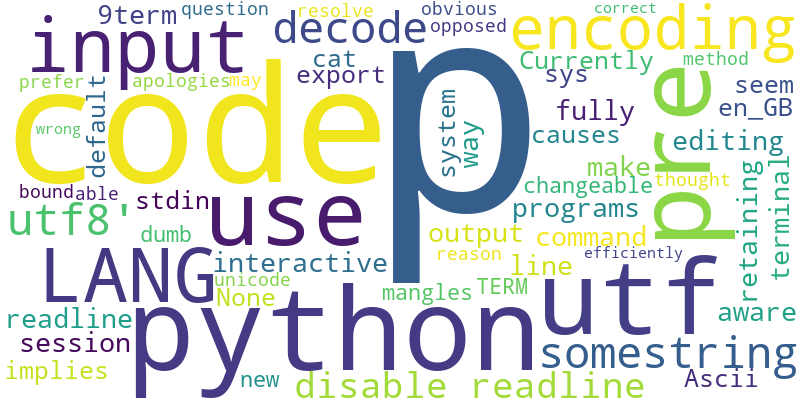 9term question resolve obvious correct
input decode opposed encoding
cat Currently method
prefer apologies may export sys seem
code p pre en_GB
wrong default system way fully causes editing
bound able stdin use changeable make thought
utf8' dumb output programs command retaining terminal
LANG interactive reason line efficiently
unicode None python mangles TERM utf aware
readline session somestring
implies new disable readline Ascii